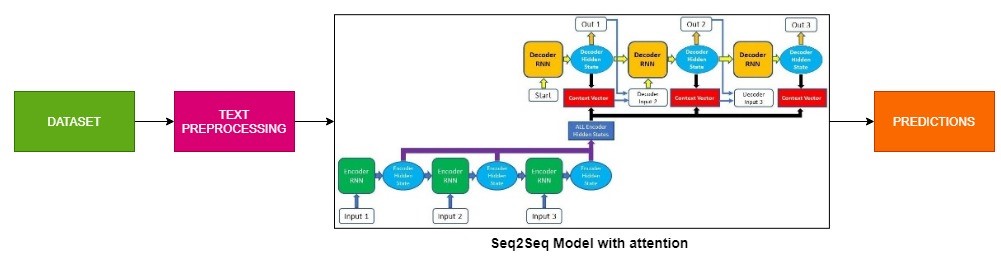 DATASET
TEXT
PREPROCESSING
Out 1
Out 2
Out 3
Decoder
RNN
Decoder
Hidden
State
Decoder
RNN
Decoder
Hidden
State
Decoder
RNN
Decoder
Hidden
State
Start
Context Vector
Decoder
Input 2
Context Vector
Decoder
Input 3
Context Vector
ALL Encoder
Hidden States
Encoder
RNN
Encoder
Hidden
State
Encoder
RNN
Encoder
Hidden
State
Encoder
RNN
Encoder
Hidden
State
Input 1
Input 2
Input 3
PREDICTIONS
Seq2Seq Model with attention